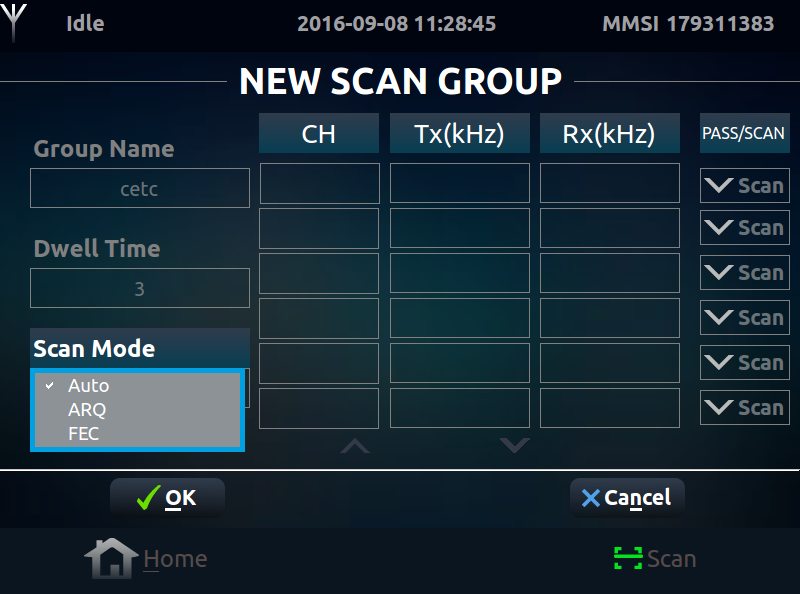 Idle 2016-09-08 11:28:45 MMSI 179311383
NEW SCAN GROUP
CH Tx(kHz) Rx(kHz) PASS/SCAN
Group Name
cetc
Scan
Scan
Dwell Time
3
Scan
Scan
Scan Mode
Auto
ARQ
FEC
Scan
Scan
OK Cancel
Home Scan